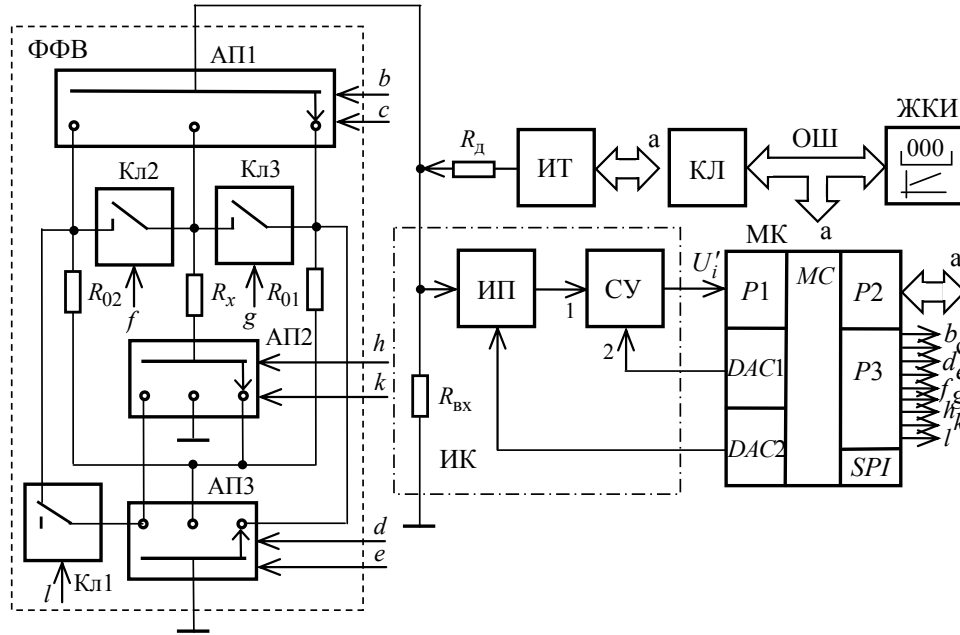 ФФВ
АП1
b
c
Кл2
Кл3
R02
f
Rx
g
R01
АП2
h
k
АП3
d
e
l
Кл1
Rд
ИТ
а
КЛ
ОШ
ЖКИ
000
а
МК
ИП
1
СУ
2
U′i
Rвх
ИК
P1
MC
P2
а
DAC1
P3
DAC2
SPI
b
c
d
e
f
g
h
k
l